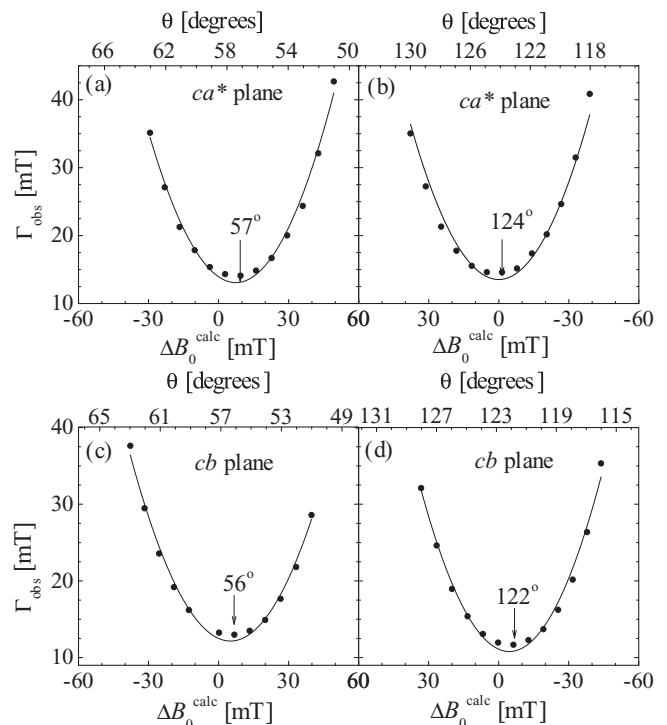 θ [degrees] θ [degrees]
66 62 58 54 50 130 126 122 118
(a) ca* plane (b) ca* plane
40
30
20
10
Γobs [mT]
57° 124°
-60 -30 0 30 60 30 0 -30 -60
ΔB0calc [mT] ΔB0calc [mT]
θ [degrees] θ [degrees]
65 61 57 53 49 131 127 123 119 115
(c) cb plane (d) cb plane
40
30
20
10
Γobs [mT]
56° 122°
-60 -30 0 30 60 30 0 -30 -60
ΔB0calc [mT] ΔB0calc [mT]